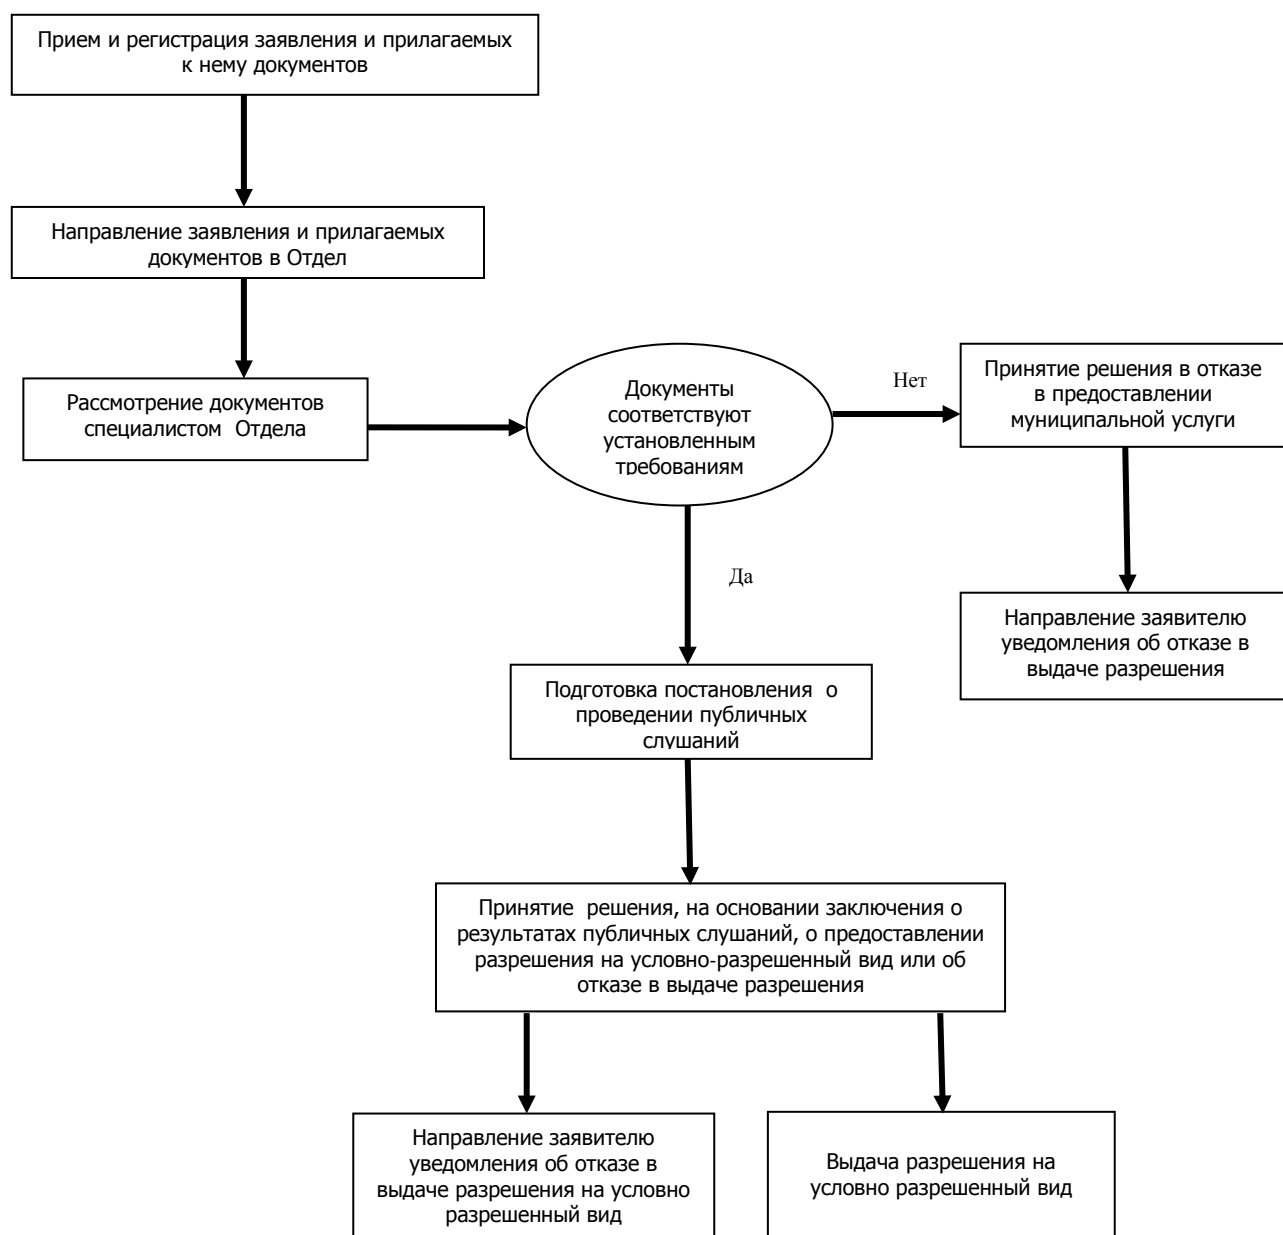 Прием и регистрация заявления и прилагаемых
к нему документов
Направление заявления и прилагаемых
документов в Отдел
Рассмотрение документов
специалистом Отдела
Документы
соответствуют
установленным
требованиям
Нет
Принятие решения в отказе
в предоставлении
муниципальной услуги
Направление заявителю
уведомления об отказе в
выдаче разрешения
Да
Подготовка постановления о
проведении публичных
слушаний
Принятие решения, на основании заключения о
результатах публичных слушаний, о предоставлении
разрешения на условно-разрешенный вид или об
отказе в выдаче разрешения
Направление заявителю
уведомления об отказе в
выдаче разрешения на условно
разрешенный вид
Выдача разрешения на
условно разрешенный вид